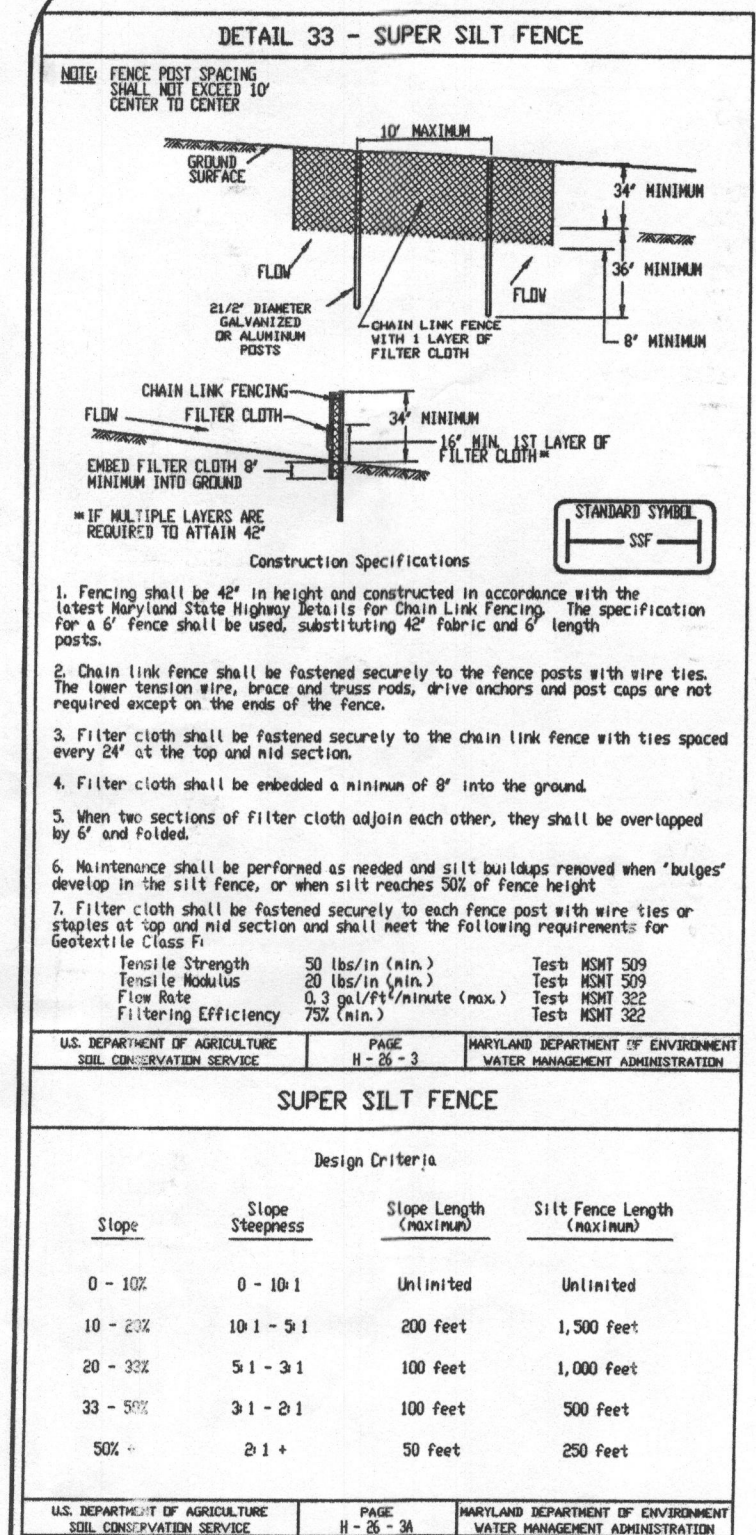 DETAIL 33 - SUPER SILT FENCE
NOTE: FENCE POST SPACING
SHALL NOT EXCEED 10'
CENTER TO CENTER
10' MAXIMUM
GROUND
SURFACE
34" MINIMUM
36" MINIMUM
8" MINIMUM
FLOW
FLOW
21/2" DIAMETER
GALVANIZED
OR ALUMINUM
POSTS
CHAIN LINK FENCE
WITH 1 LAYER OF
FILTER CLOTH
CHAIN LINK FENCING
FLOW
FILTER CLOTH
34" MINIMUM
16" MIN. 1ST LAYER OF
FILTER CLOTH*
EMBED FILTER CLOTH 8"
MINIMUM INTO GROUND
*IF MULTIPLE LAYERS ARE
REQUIRED TO ATTAIN 42"
STANDARD SYMBOL
SSF
Construction Specifications
1. Fencing shall be 42" in height and constructed in accordance with the
latest Maryland State Highway Details for Chain Link Fencing. The specification
for a 6' fence shall be used, substituting 42" fabric and 6' length
posts.
2. Chain link fence shall be fastened securely to the fence posts with wire ties.
The lower tension wire, brace and truss rods, drive anchors and post caps are not
required except on the ends of the fence.
3. Filter cloth shall be fastened securely to the chain link fence with ties spaced
every 24" at the top and mid section.
4. Filter cloth shall be embedded a minimum of 8" into the ground.
5. When two sections of filter cloth adjoin each other, they shall be overlapped
by 6" and folded.
6. Maintenance shall be performed as needed and silt buildups removed when "bulges"
develop in the silt fence, or when silt reaches 50% of fence height
7. Filter cloth shall be fastened securely to each fence post with wire ties or
staples at top and mid section and shall meet the following requirements for
Geotextile Class F:
Tensile Strength 50 lbs/in (min.) Test: MSMT 509
Tensile Modulus 20 lbs/in (min.) Test: MSMT 509
Flow Rate 0.3 gal/ft²/minute (max.) Test: MSMT 322
Filtering Efficiency 75% (min.) Test: MSMT 322
U.S. DEPARTMENT OF AGRICULTURE
SOIL CONSERVATION SERVICE
PAGE
H - 26 - 3
MARYLAND DEPARTMENT OF ENVIRONMENT
WATER MANAGEMENT ADMINISTRATION
SUPER SILT FENCE
Design Criteria
Slope Slope Steepness Slope Length (maximum) Silt Fence Length (maximum)
0 - 10% 0 - 10:1 Unlimited Unlimited
10 - 20% 10:1 - 5:1 200 feet 1,500 feet
20 - 33% 5:1 - 3:1 100 feet 1,000 feet
33 - 50% 3:1 - 2:1 100 feet 500 feet
50% + 2:1 + 50 feet 250 feet
U.S. DEPARTMENT OF AGRICULTURE
SOIL CONSERVATION SERVICE
PAGE
H - 26 - 3A
MARYLAND DEPARTMENT OF ENVIRONMENT
WATER MANAGEMENT ADMINISTRATION